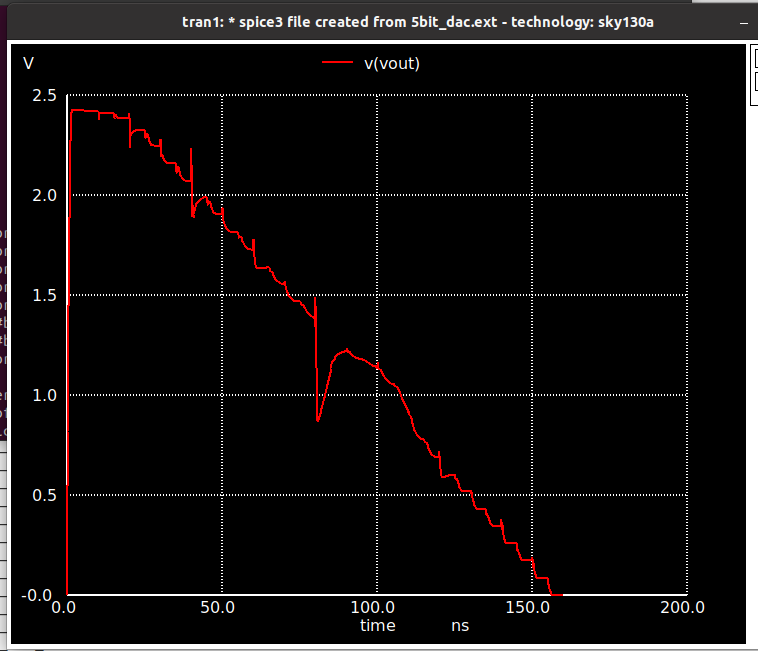 tran1: * spice3 file created from 5bit_dac.ext - technology: sky130a
V
v(vout)
2.5
2.0
1.5
1.0
0.5
-0.0
0.0 50.0 100.0 150.0 200.0
time ns